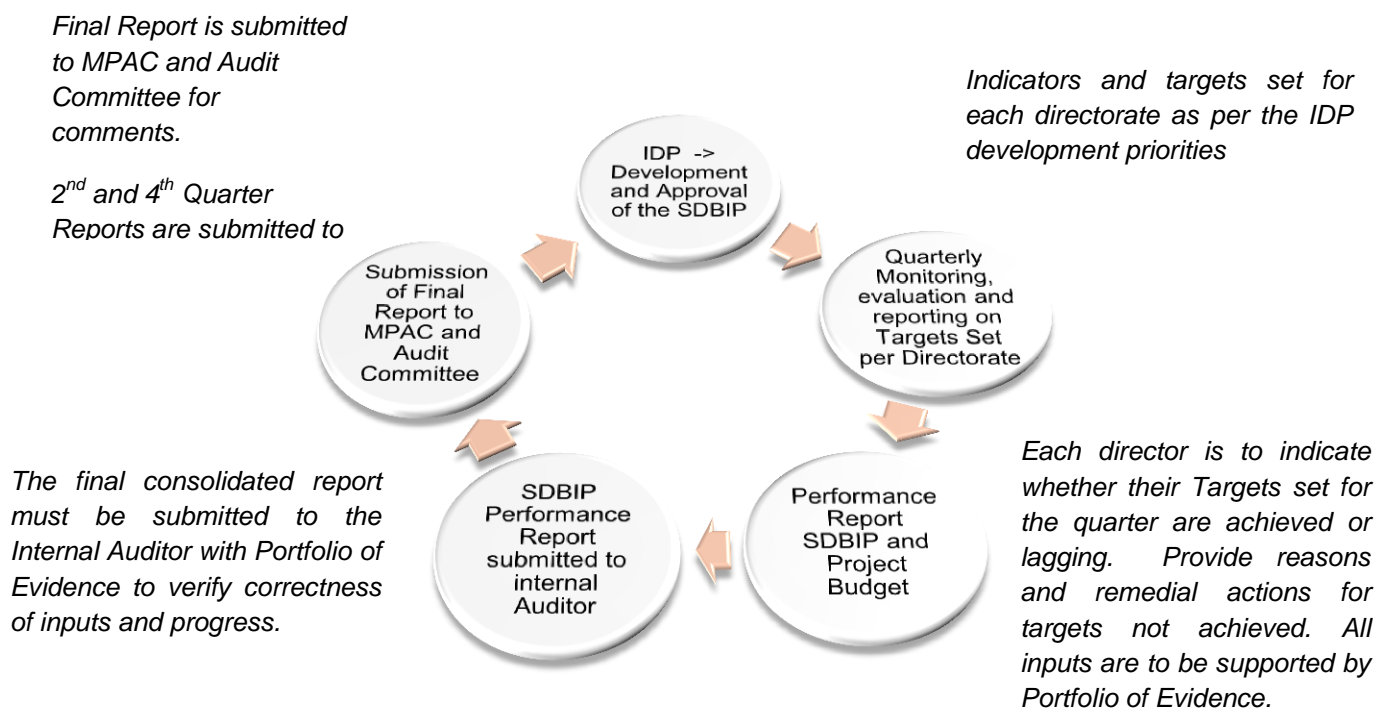 Final Report is submitted
to MPAC and Audit
Committee for
comments.
2nd and 4th Quarter
Reports are submitted to
Indicators and targets set for
each directorate as per the IDP
development priorities
IDP ->
Development
and Approval
of the SDBIP
Quarterly
Monitoring,
evaluation and
reporting on
Targets Set
per Directorate
Performance
Report
SDBIP and
Project
Budget
SDBIP
Performance
Report
submitted to
internal
Auditor
Submission
of Final
Report to
MPAC and
Audit
Committee
Each director is to indicate
whether their Targets set for
the quarter are achieved or
lagging. Provide reasons
and remedial actions for
targets not achieved. All
inputs are to be supported by
Portfolio of Evidence.
The final consolidated report
must be submitted to the
Internal Auditor with Portfolio of
Evidence to verify correctness
of inputs and progress.